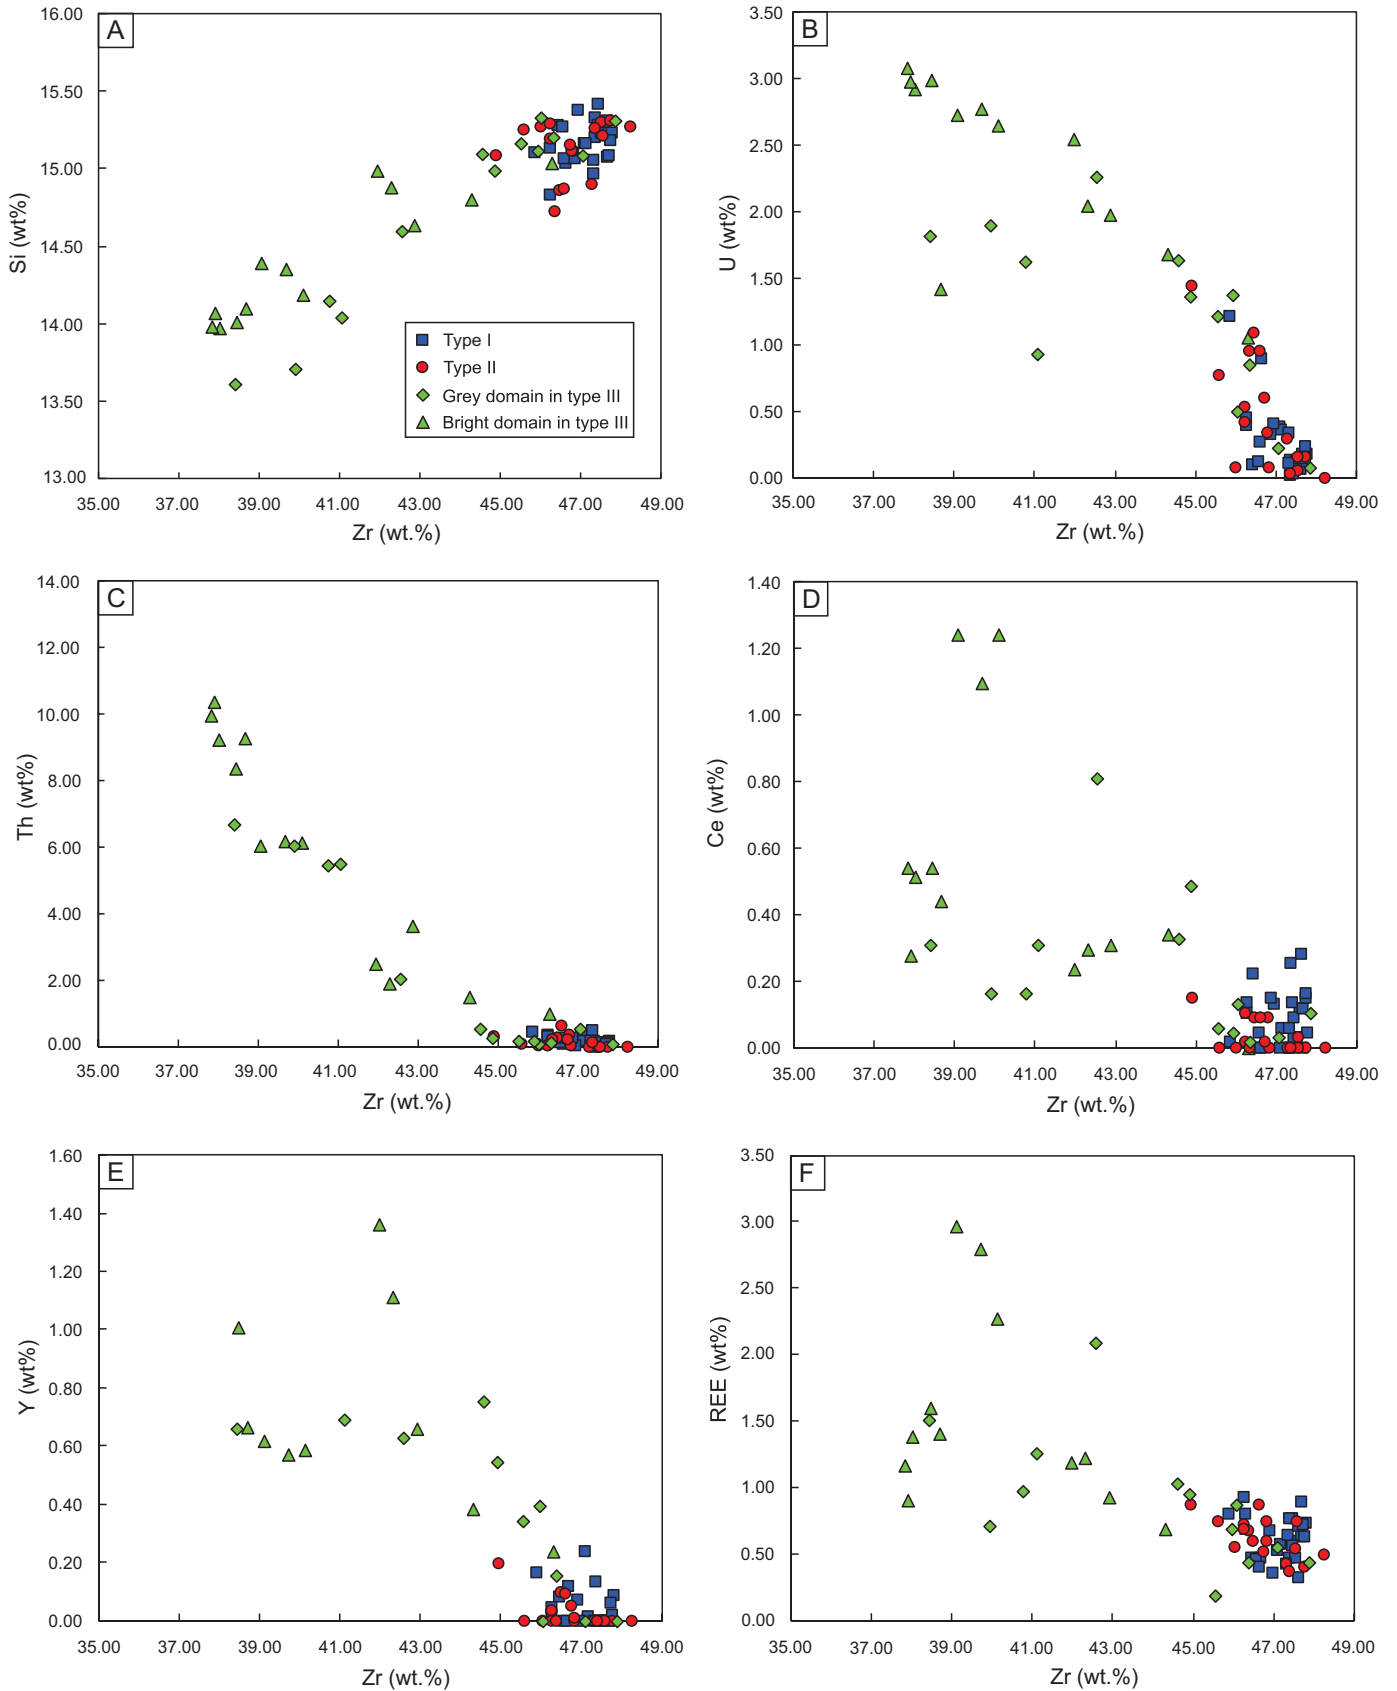 A
16.00
15.50
15.00
14.50
14.00
13.50
13.00
Si (wt%)
35.00 37.00 39.00 41.00 43.00 45.00 47.00 49.00
Zr (wt.%)
Type I
Type II
Grey domain in type III
Bright domain in type III
B
3.50
3.00
2.50
2.00
1.50
1.00
0.50
0.00
U (wt%)
35.00 37.00 39.00 41.00 43.00 45.00 47.00 49.00
Zr (wt.%)
C
14.00
12.00
10.00
8.00
6.00
4.00
2.00
0.00
Th (wt%)
35.00 37.00 39.00 41.00 43.00 45.00 47.00 49.00
Zr (wt.%)
D
1.40
1.20
1.00
0.80
0.60
0.40
0.20
0.00
Ce (wt%)
35.00 37.00 39.00 41.00 43.00 45.00 47.00 49.00
Zr (wt.%)
E
1.60
1.40
1.20
1.00
0.80
0.60
0.40
0.20
0.00
Y (wt%)
35.00 37.00 39.00 41.00 43.00 45.00 47.00 49.00
Zr (wt.%)
F
3.50
3.00
2.50
2.00
1.50
1.00
0.50
0.00
REE (wt%)
35.00 37.00 39.00 41.00 43.00 45.00 47.00 49.00
Zr (wt.%)